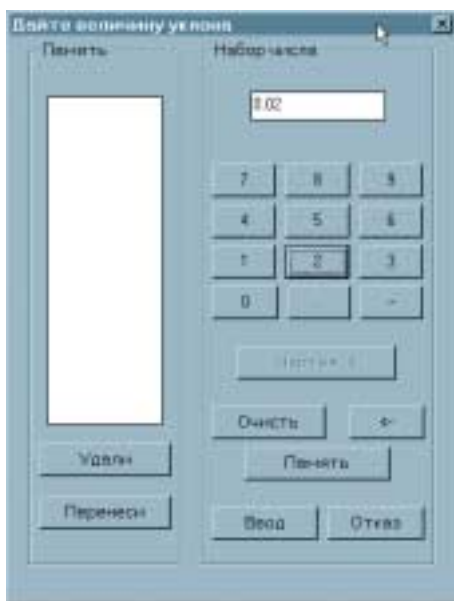 Дайте величину уклона
Память
Набор числа
0.02
7 8 9
4 5 6
1 2 3
0 . -
Очисть ←
Удали
Память
Перенеси
Ввод Отказ